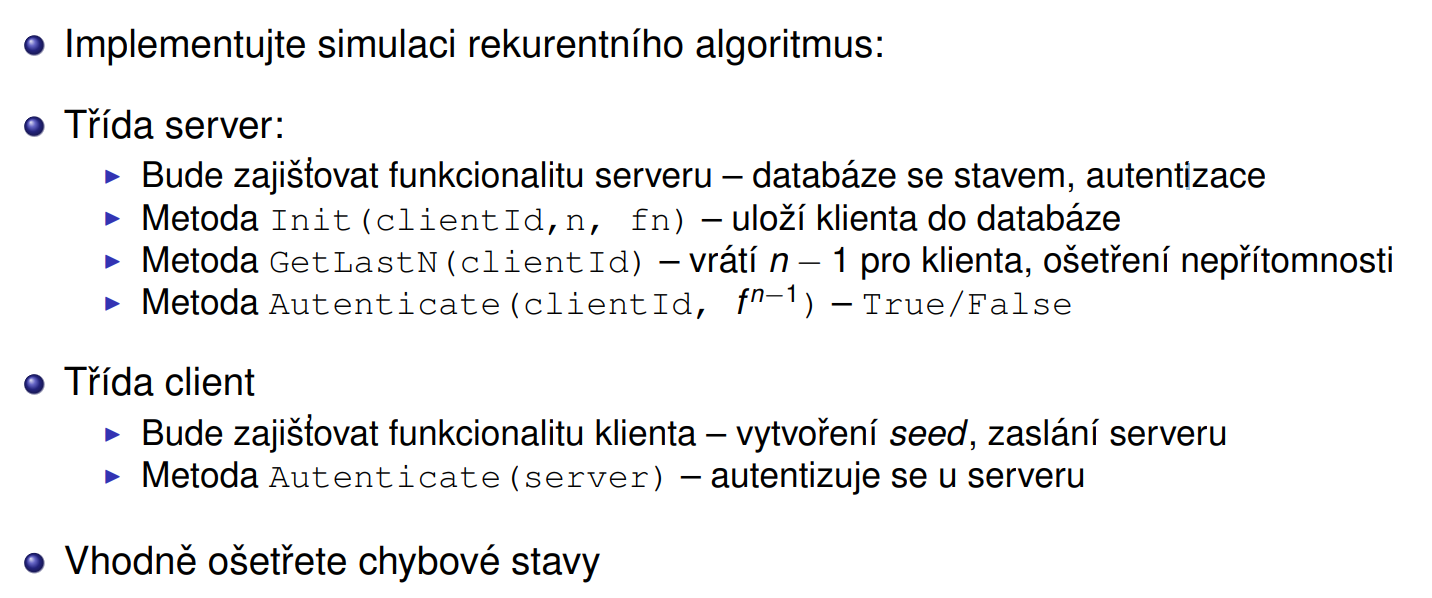 Implementujte simulaci rekurentního algoritmus:
Třída server:
Bude zajišťovat funkcionalitu serveru – databáze se stavem, autentizace
Metoda Init(clientId,n, fn) – uloží klienta do databáze
Metoda GetLastN(clientId) – vrátí n − 1 pro klienta, ošetření nepřítomnosti
Metoda Autenticate(clientId, fⁿ⁻¹) – True/False
Třída client
Bude zajišťovat funkcionalitu klienta – vytvoření seed, zaslání serveru
Metoda Autenticate(server) – autentizuje se u serveru
Vhodně ošetřete chybové stavy